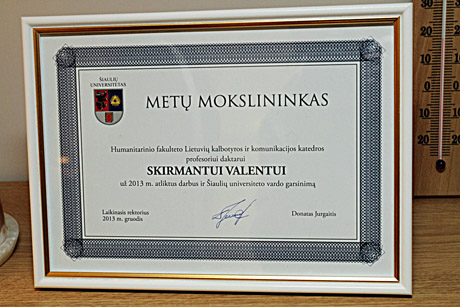 ŠIAULIŲ
UNIVERSITETAS
METŲ MOKSLININKAS
Humanitarinio fakulteto Lietuvių kalbotyros ir komunikacijos katedros
profesoriui daktarui
SKIRMANTUI VALENTUI
už 2013 m. atliktus darbus ir Šiaulių universiteto vardo garsinimą
Laikinasis rektorius
2013 m. gruodis
Donatas Jurgaitis